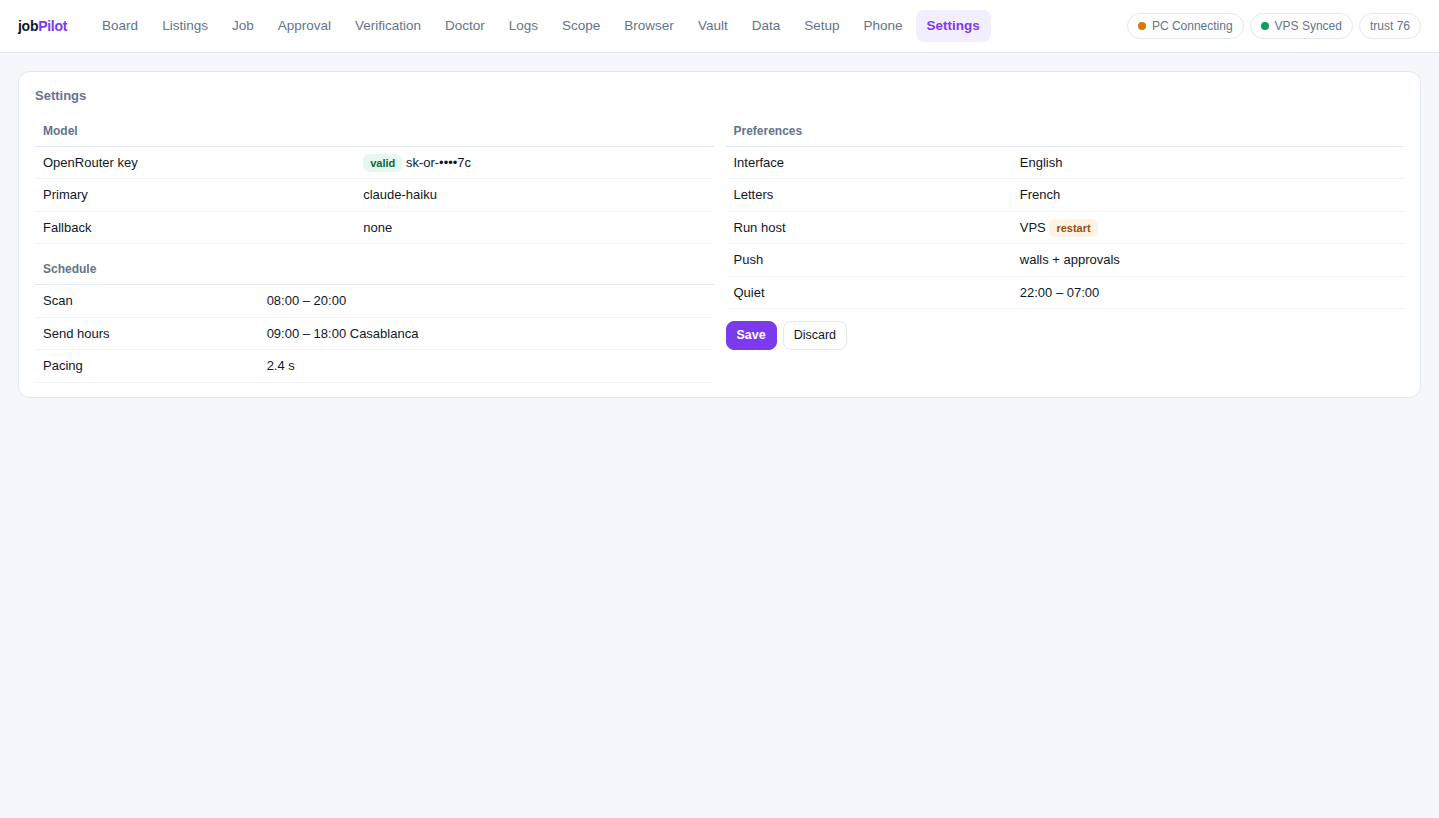 jobPilot Board Listings Job Approval Verification Doctor Logs Scope Browser Vault Data Setup Phone Settings PC Connecting VPS Synced trust 76
Settings
Model
OpenRouter key valid sk-or-••••7c
Primary claude-haiku
Fallback none
Schedule
Scan 08:00 – 20:00
Send hours 09:00 – 18:00 Casablanca
Pacing 2.4 s
Preferences
Interface English
Letters French
Run host VPS restart
Push walls + approvals
Quiet 22:00 – 07:00
Save Discard